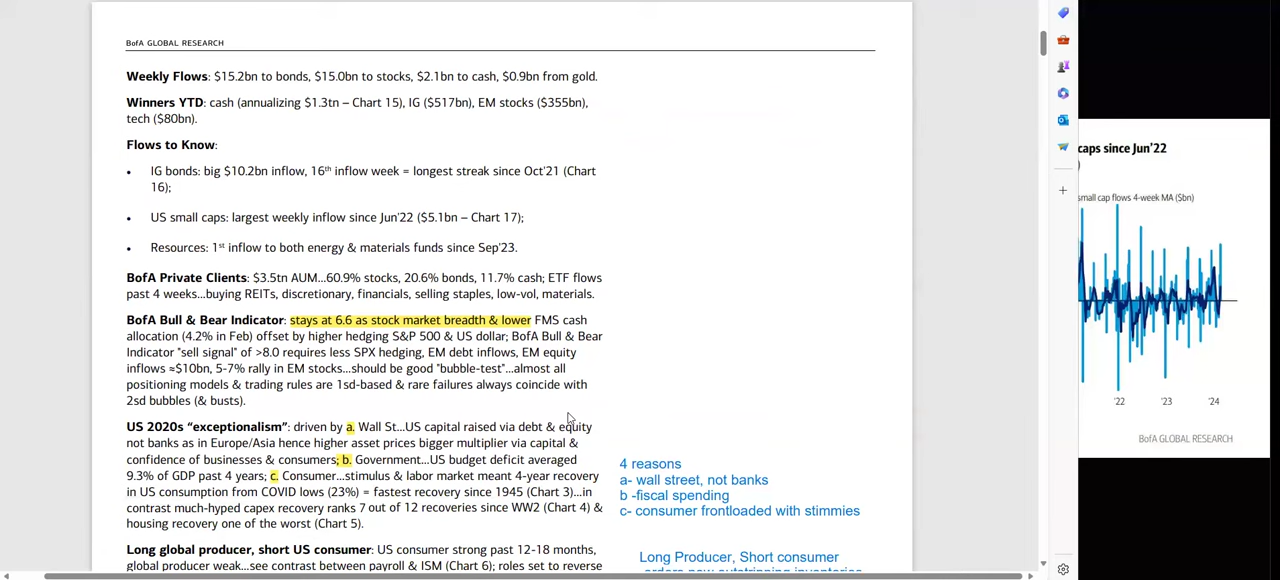 BofA GLOBAL RESEARCH
Weekly Flows: $15.2bn to bonds, $15.0bn to stocks, $2.1bn to cash, $0.9bn from gold.
Winners YTD: cash (annualizing $1.3tn – Chart 15), IG ($517bn), EM stocks ($355bn),
tech ($80bn).
Flows to Know:
• IG bonds: big $10.2bn inflow, 16th inflow week = longest streak since Oct'21 (Chart
16);
• US small caps: largest weekly inflow since Jun'22 ($5.1bn – Chart 17);
• Resources: 1st inflow to both energy & materials funds since Sep'23.
BofA Private Clients: $3.5tn AUM…60.9% stocks, 20.6% bonds, 11.7% cash; ETF flows
past 4 weeks…buying REITs, discretionary, financials, selling staples, low-vol, materials.
BofA Bull & Bear Indicator: stays at 6.6 as stock market breadth & lower FMS cash
allocation (4.2% in Feb) offset by higher hedging S&P 500 & US dollar; BofA Bull & Bear
Indicator "sell signal" of >8.0 requires less SPX hedging, EM debt inflows, EM equity
inflows ≈$10bn, 5-7% rally in EM stocks…should be good "bubble-test"…almost all
positioning models & trading rules are 1sd-based & rare failures always coincide with
2sd bubbles (& busts).
US 2020s “exceptionalism”: driven by a. Wall St…US capital raised via debt & equity
not banks as in Europe/Asia hence higher asset prices bigger multiplier via capital &
confidence of businesses & consumers; b. Government…US budget deficit averaged
9.3% of GDP past 4 years; c. Consumer…stimulus & labor market meant 4-year recovery
in US consumption from COVID lows (23%) = fastest recovery since 1945 (Chart 3)…in
contrast much-hyped capex recovery ranks 7 out of 12 recoveries since WW2 (Chart 4) &
housing recovery one of the worst (Chart 5).
Long global producer, short US consumer: US consumer strong past 12-18 months,
global producer weak…see contrast between payroll & ISM (Chart 6); roles set to reverse
4 reasons
a- wall street, not banks
b -fiscal spending
c- consumer frontloaded with stimmies
Long Producer, Short consumer
orders now outstripping inventories
caps since Jun'22
)
small cap flows 4-week MA ($bn)
'22 '23 '24
BofA GLOBAL RESEARCH